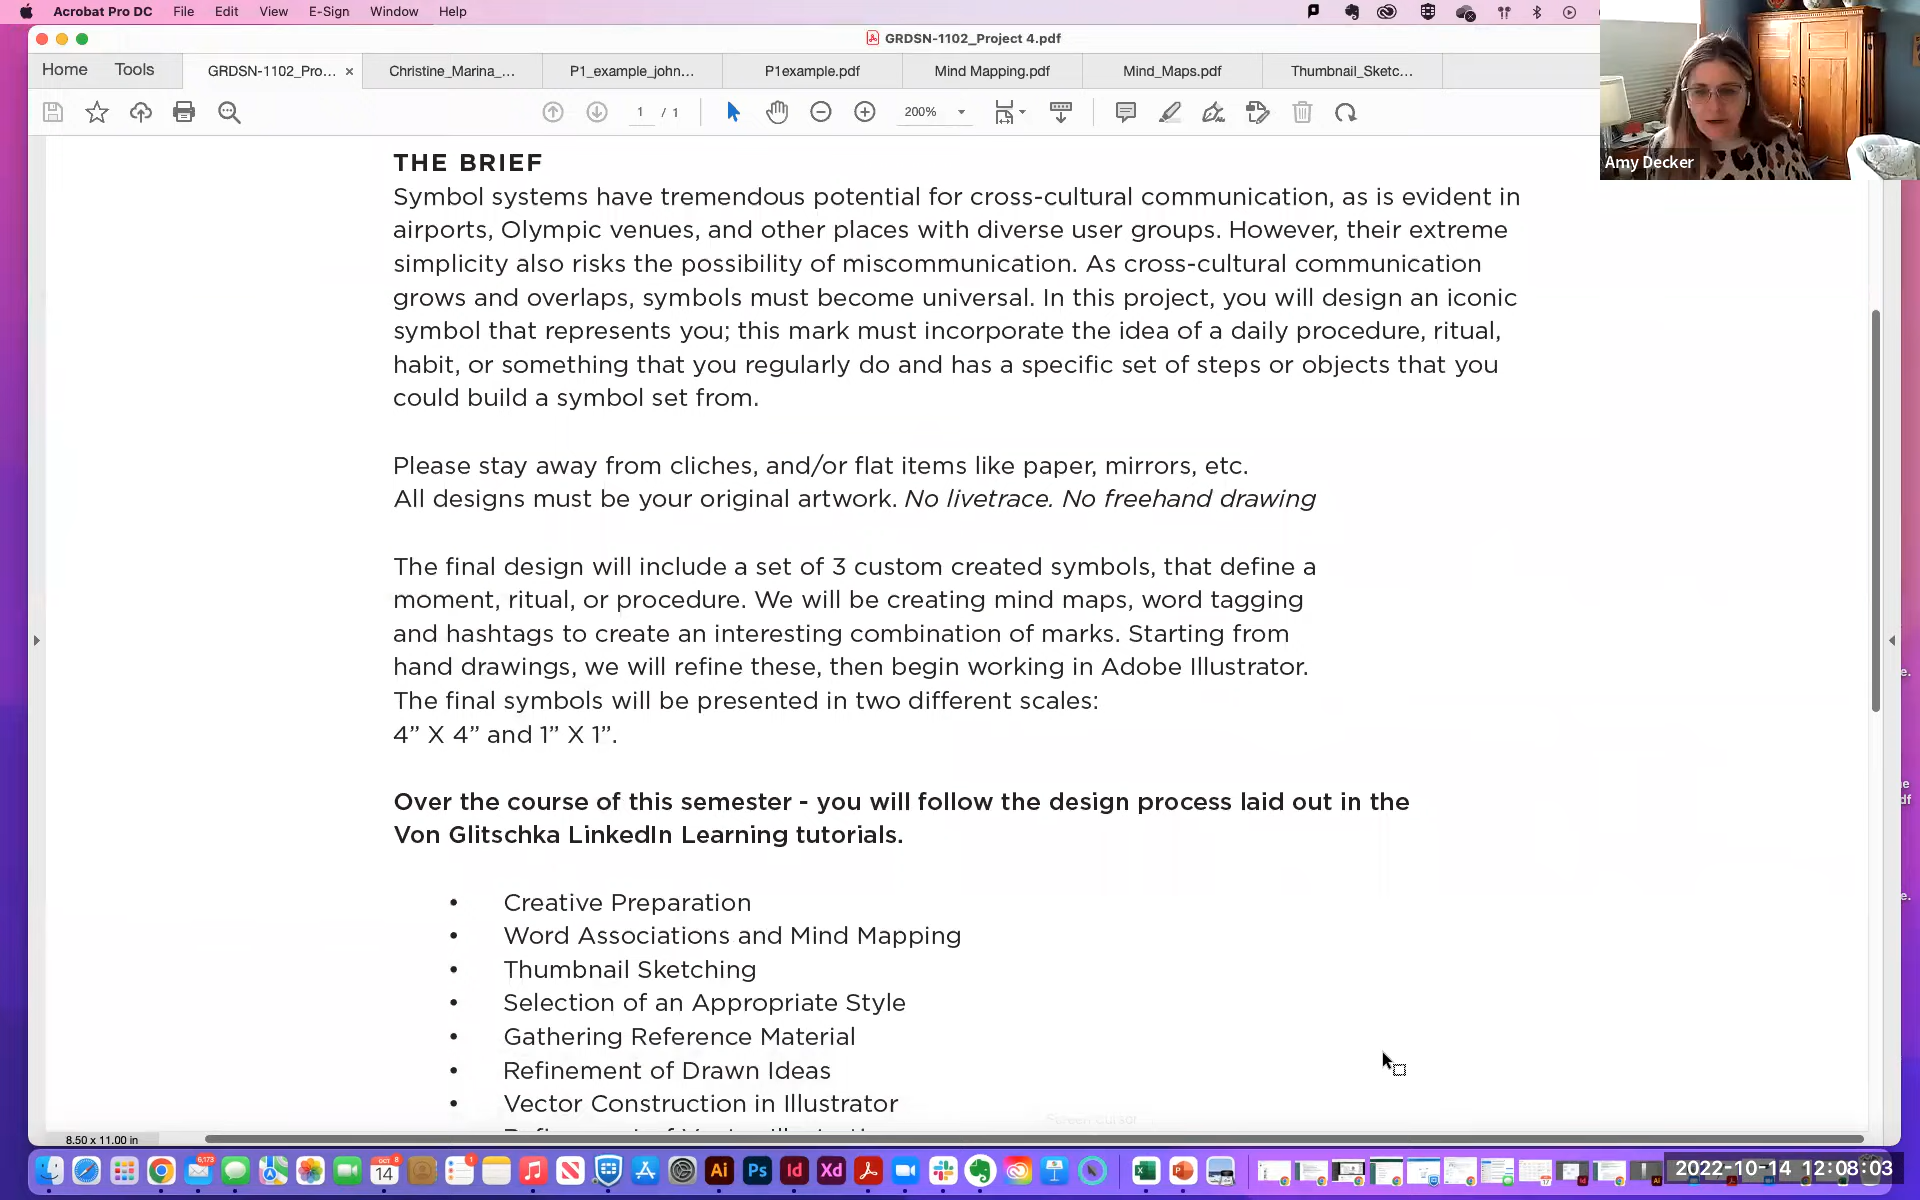 Acrobat Pro DC File Edit View E-Sign Window Help
GRDSN-1102_Project 4.pdf
Home Tools GRDSN-1102_Pro... × Christine_Marina_... P1_example_john... P1example.pdf Mind Mapping.pdf Mind_Maps.pdf Thumbnail_Sketc...
1 / 1 200%
Amy Decker
THE BRIEF
Symbol systems have tremendous potential for cross-cultural communication, as is evident in
airports, Olympic venues, and other places with diverse user groups. However, their extreme
simplicity also risks the possibility of miscommunication. As cross-cultural communication
grows and overlaps, symbols must become universal. In this project, you will design an iconic
symbol that represents you; this mark must incorporate the idea of a daily procedure, ritual,
habit, or something that you regularly do and has a specific set of steps or objects that you
could build a symbol set from.
Please stay away from cliches, and/or flat items like paper, mirrors, etc.
All designs must be your original artwork. No livetrace. No freehand drawing
The final design will include a set of 3 custom created symbols, that define a
moment, ritual, or procedure. We will be creating mind maps, word tagging
and hashtags to create an interesting combination of marks. Starting from
hand drawings, we will refine these, then begin working in Adobe Illustrator.
The final symbols will be presented in two different scales:
4” X 4” and 1” X 1”.
Over the course of this semester - you will follow the design process laid out in the
Von Glitschka LinkedIn Learning tutorials.
• Creative Preparation
• Word Associations and Mind Mapping
• Thumbnail Sketching
• Selection of an Appropriate Style
• Gathering Reference Material
• Refinement of Drawn Ideas
• Vector Construction in Illustrator
8.50 x 11.00 in
6,173 OCT 14 8 1 Ai Ps Id Xd
2022-10-14 12:08:03